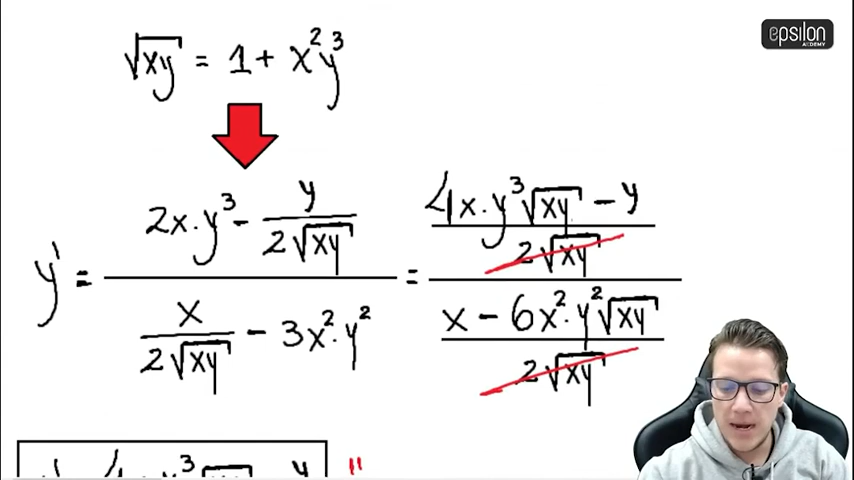 epsilon
ACADEMY
√xy = 1 + x²y³
y' = (2x·y³ - y/(2√xy)) / (x/(2√xy) - 3x²·y²) = ((4x·y³√xy - y)/(2√xy)) / ((x - 6x²·y²√xy)/(2√xy))